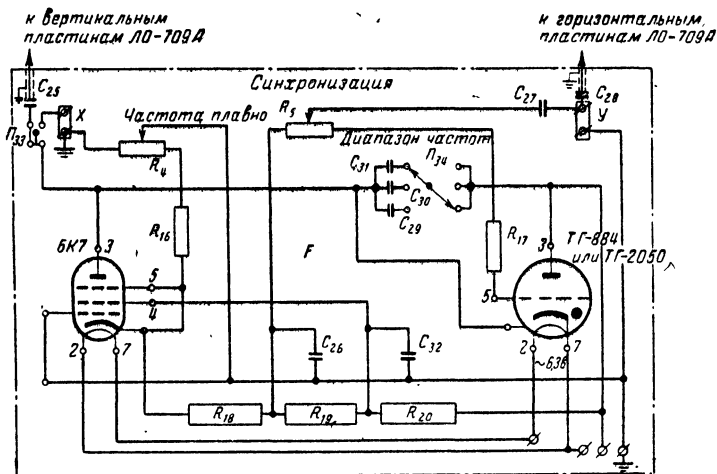 к вертикальным
пластинам ЛО-709А
к горизонтальным
пластинам ЛО-709А
Синхронизация
C25
X
Частота плавно
R5
C27
C28
У
П33
R4
Диапазон частот
C31
П34
C30
C29
6К7
3
R16
F
R17
3
ТГ-884
или ТГ-2050
5
4
5
2
7
C26
C32
2
7
~6,3в
R18
R19
R20